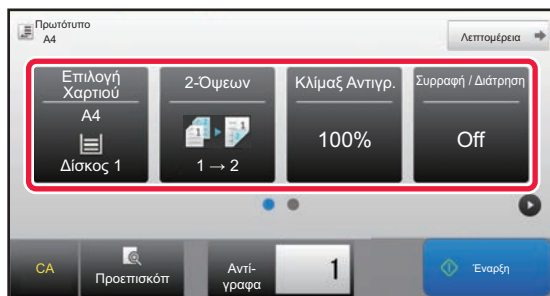 Πρωτότυπο
A4
Λεπτομέρεια
Επιλογή
Χαρτιού
A4
Δίσκος 1
2-Όψεων
1 → 2
Κλίμαξ Αντιγρ.
100%
Συρραφή / Διάτρηση
Off
CA
Προεπισκόπ
Αντί-
γραφα
1
Έναρξη